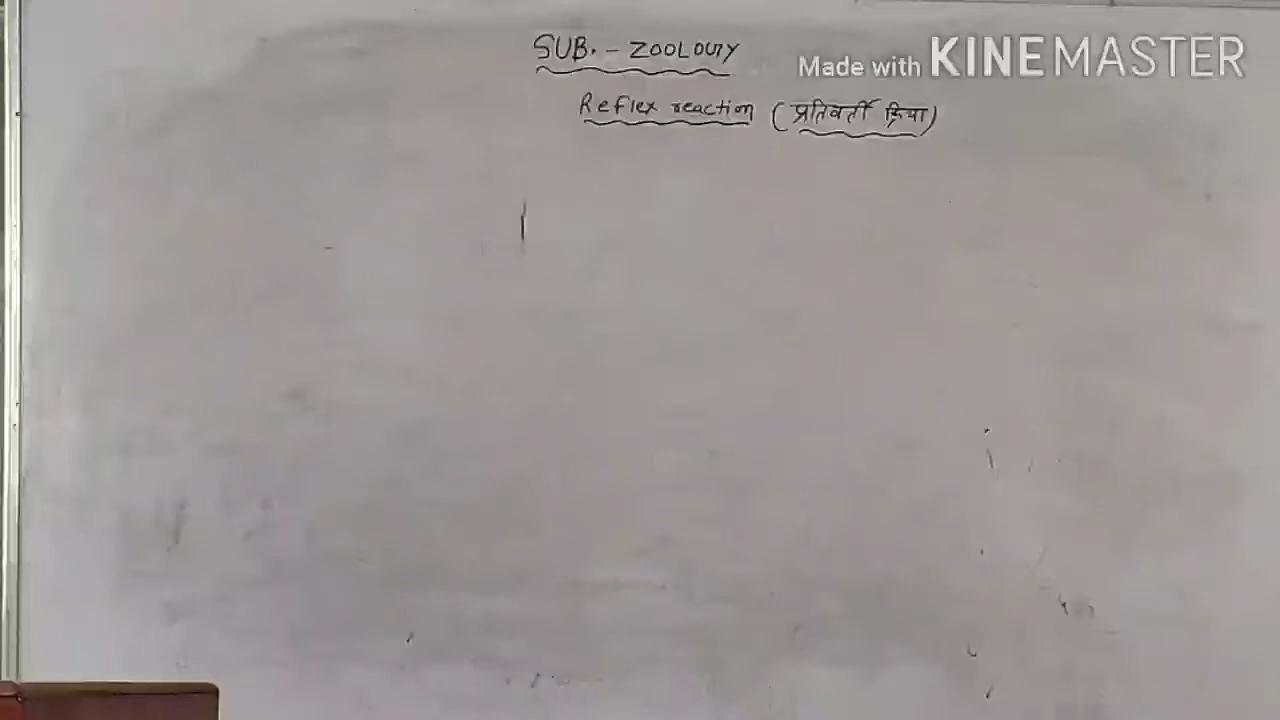 SUB. - ZOOLOGY
Made with KINEMASTER
Reflex reaction (प्रतिवर्ती क्रिया)